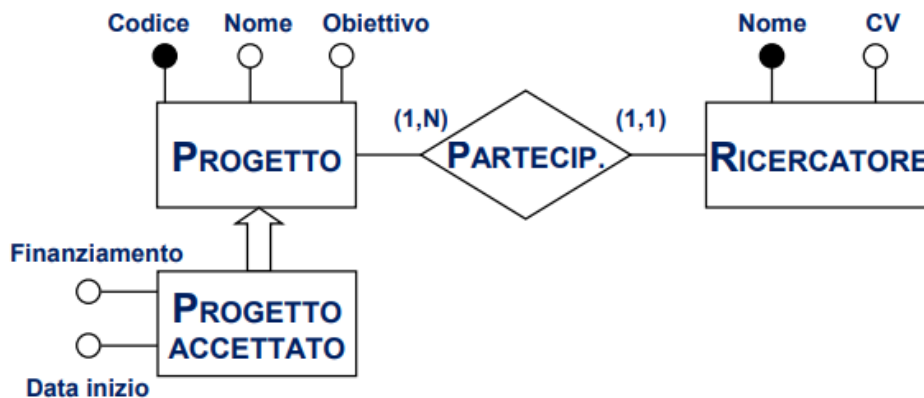 Codice Nome Obiettivo Nome CV
(1,N) (1,1)
PROGETTO PARTECIP. RICERCATORE
Finanziamento
PROGETTO
ACCETTATO
Data inizio